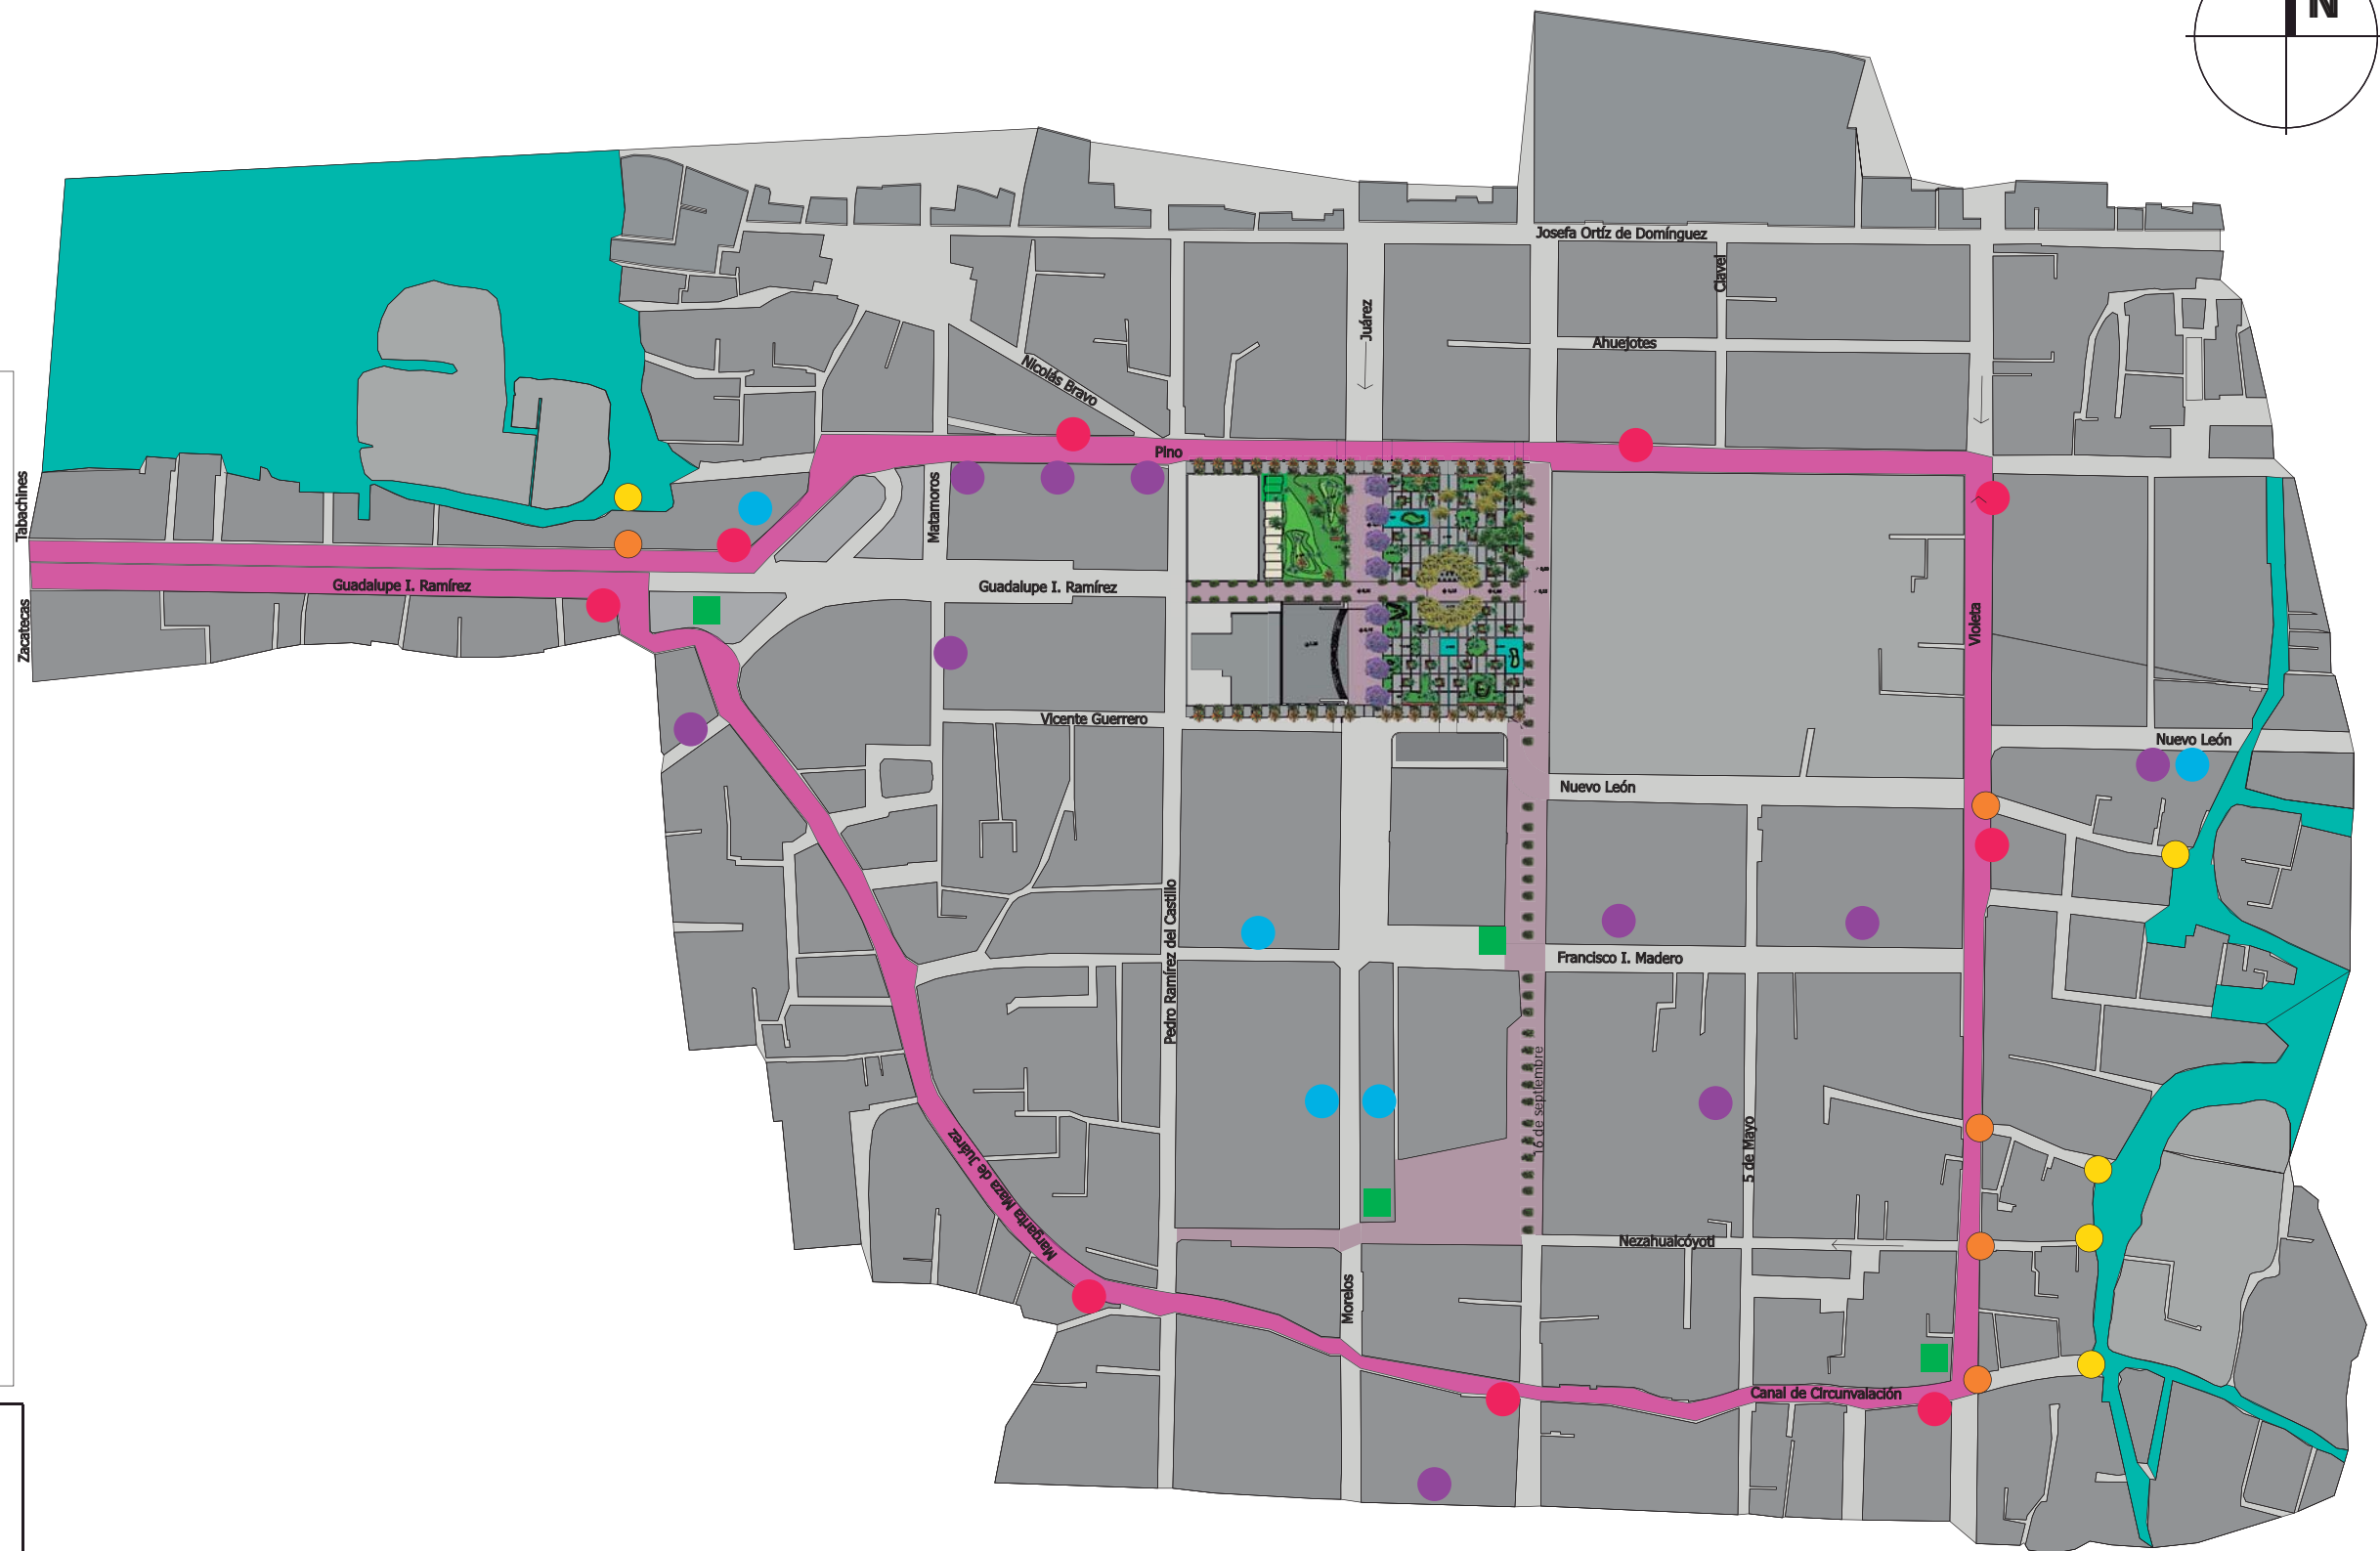 N
Josefa Ortíz de Domínguez
Clavel
Juárez
Ahuejotes
Nicolás Bravo
Pino
Tabachines
Matamoros
Guadalupe I. Ramírez
Guadalupe I. Ramírez
Zacatecas
Violeta
Vicente Guerrero
Nuevo León
Nuevo León
Pedro Ramírez del Castillo
Francisco I. Madero
16 de septiembre
5 de Mayo
Margarita Maza de Juárez
Nezahualcóyotl
Morelos
Canal de Circunvalación